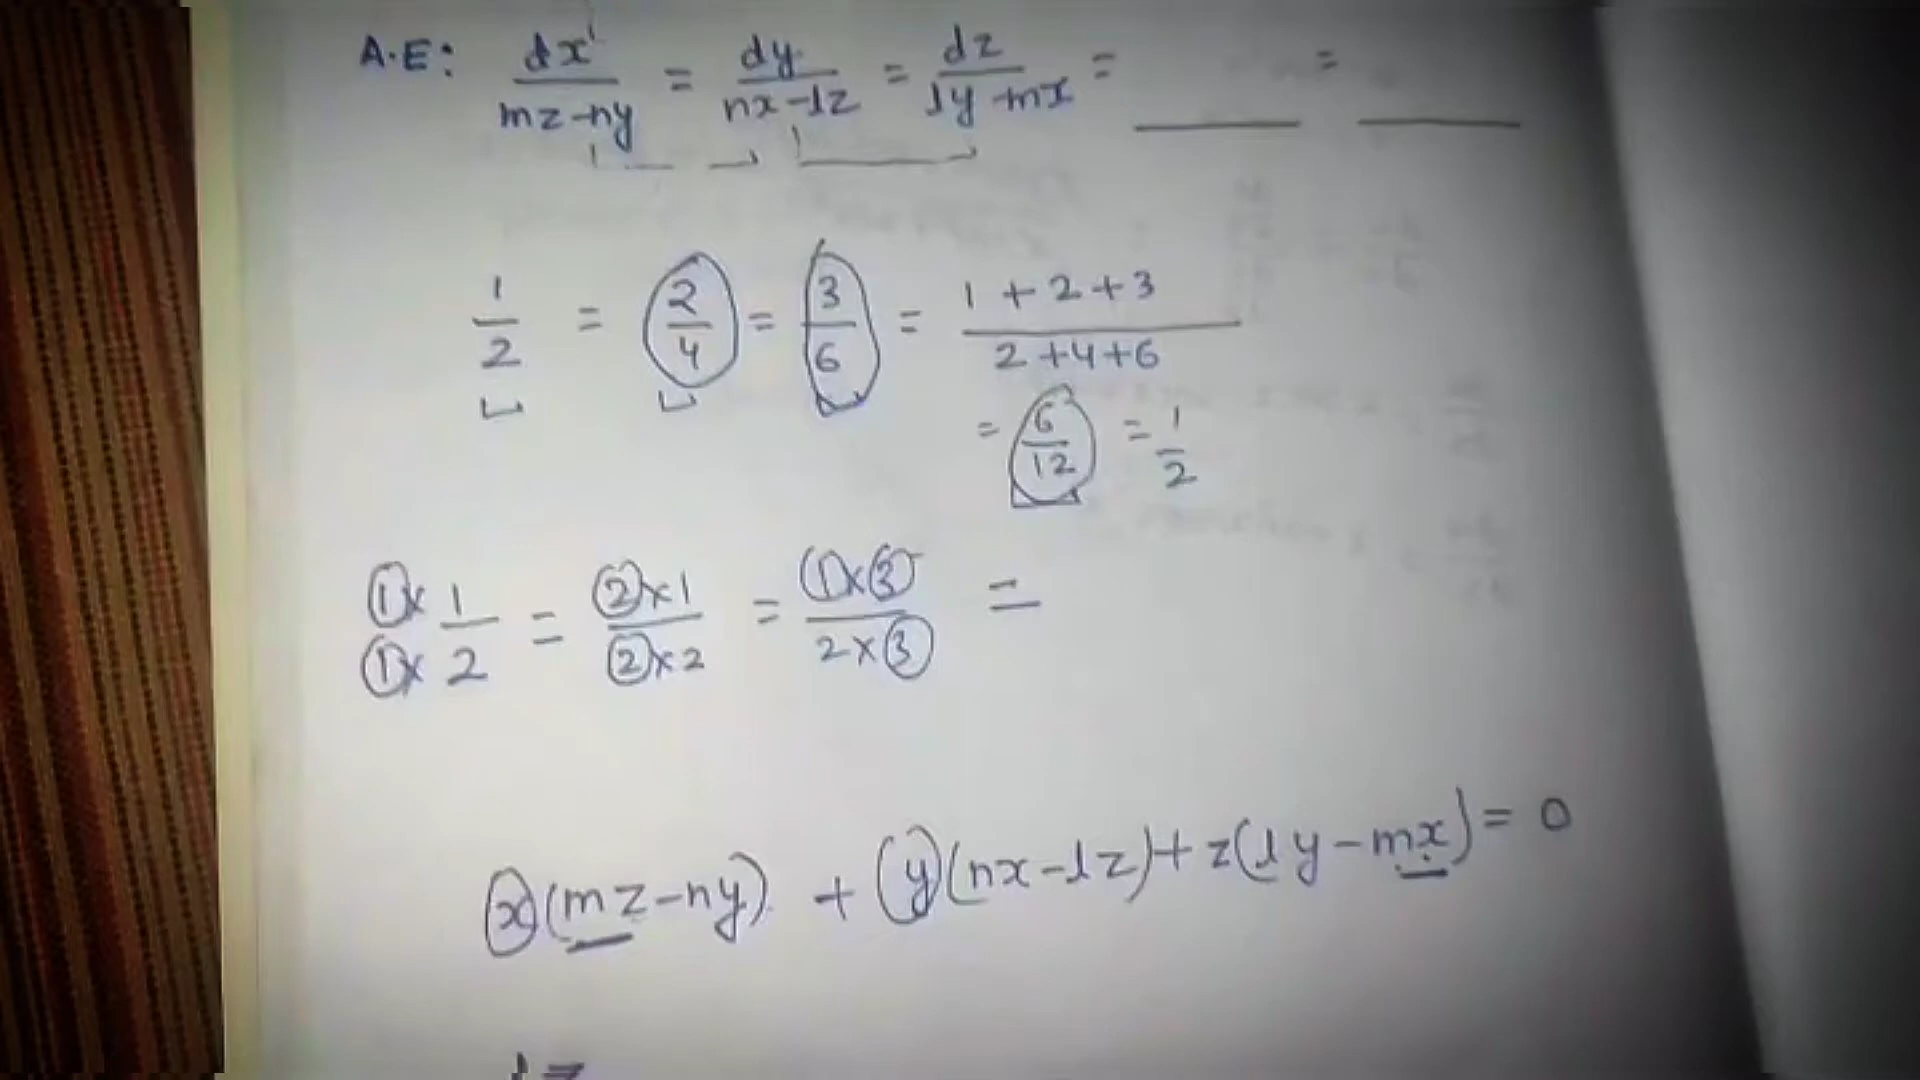 A.E: dx/(mz-ny) = dy/(nx-lz) = dz/(ly-mx) = ____ = ____
1/2 = 2/4 = 3/6 = (1+2+3)/(2+4+6)
= 6/12 = 1/2
(1×1)/(1×2) = (2×1)/(2×2) = (1×3)/(2×3) =
x(mz-ny) + (y)(nx-lz)+z(ly-mx)=0